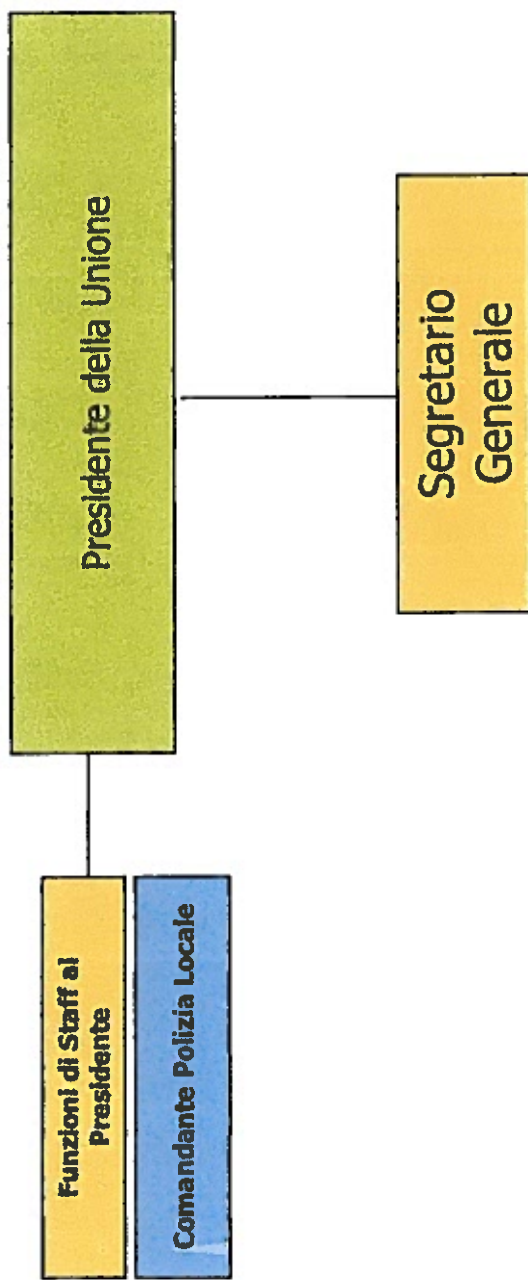 Presidente della Unione
Funzioni di Staff al
Presidente
Comandante Polizia Locale
Segretario
Generale